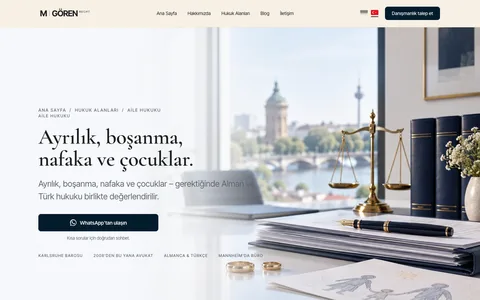 M | GÖREN
Ana Sayfa
Hakkımızda
Hukuk Alanları
Blog
İletişim
Danışmanlık talep et
ANA SAYFA / HUKUK ALANLARI / AİLE HUKUKU
AİLE HUKUKU
Ayrılık, boşanma,
nafaka ve çocuklar.
Ayrılık, boşanma, nafaka ve çocuklar – gerektiğinde Alman
Türk hukuku birlikte değerlendirilir.
WhatsApp'tan ulaşın
Kısa sorular için doğrudan sohbet
KARLSRUHE BAROSU
2008'DEN BU YANA AVUKAT
ALMANCA & TÜRKÇE
MANNHEIM'DA BÜRO